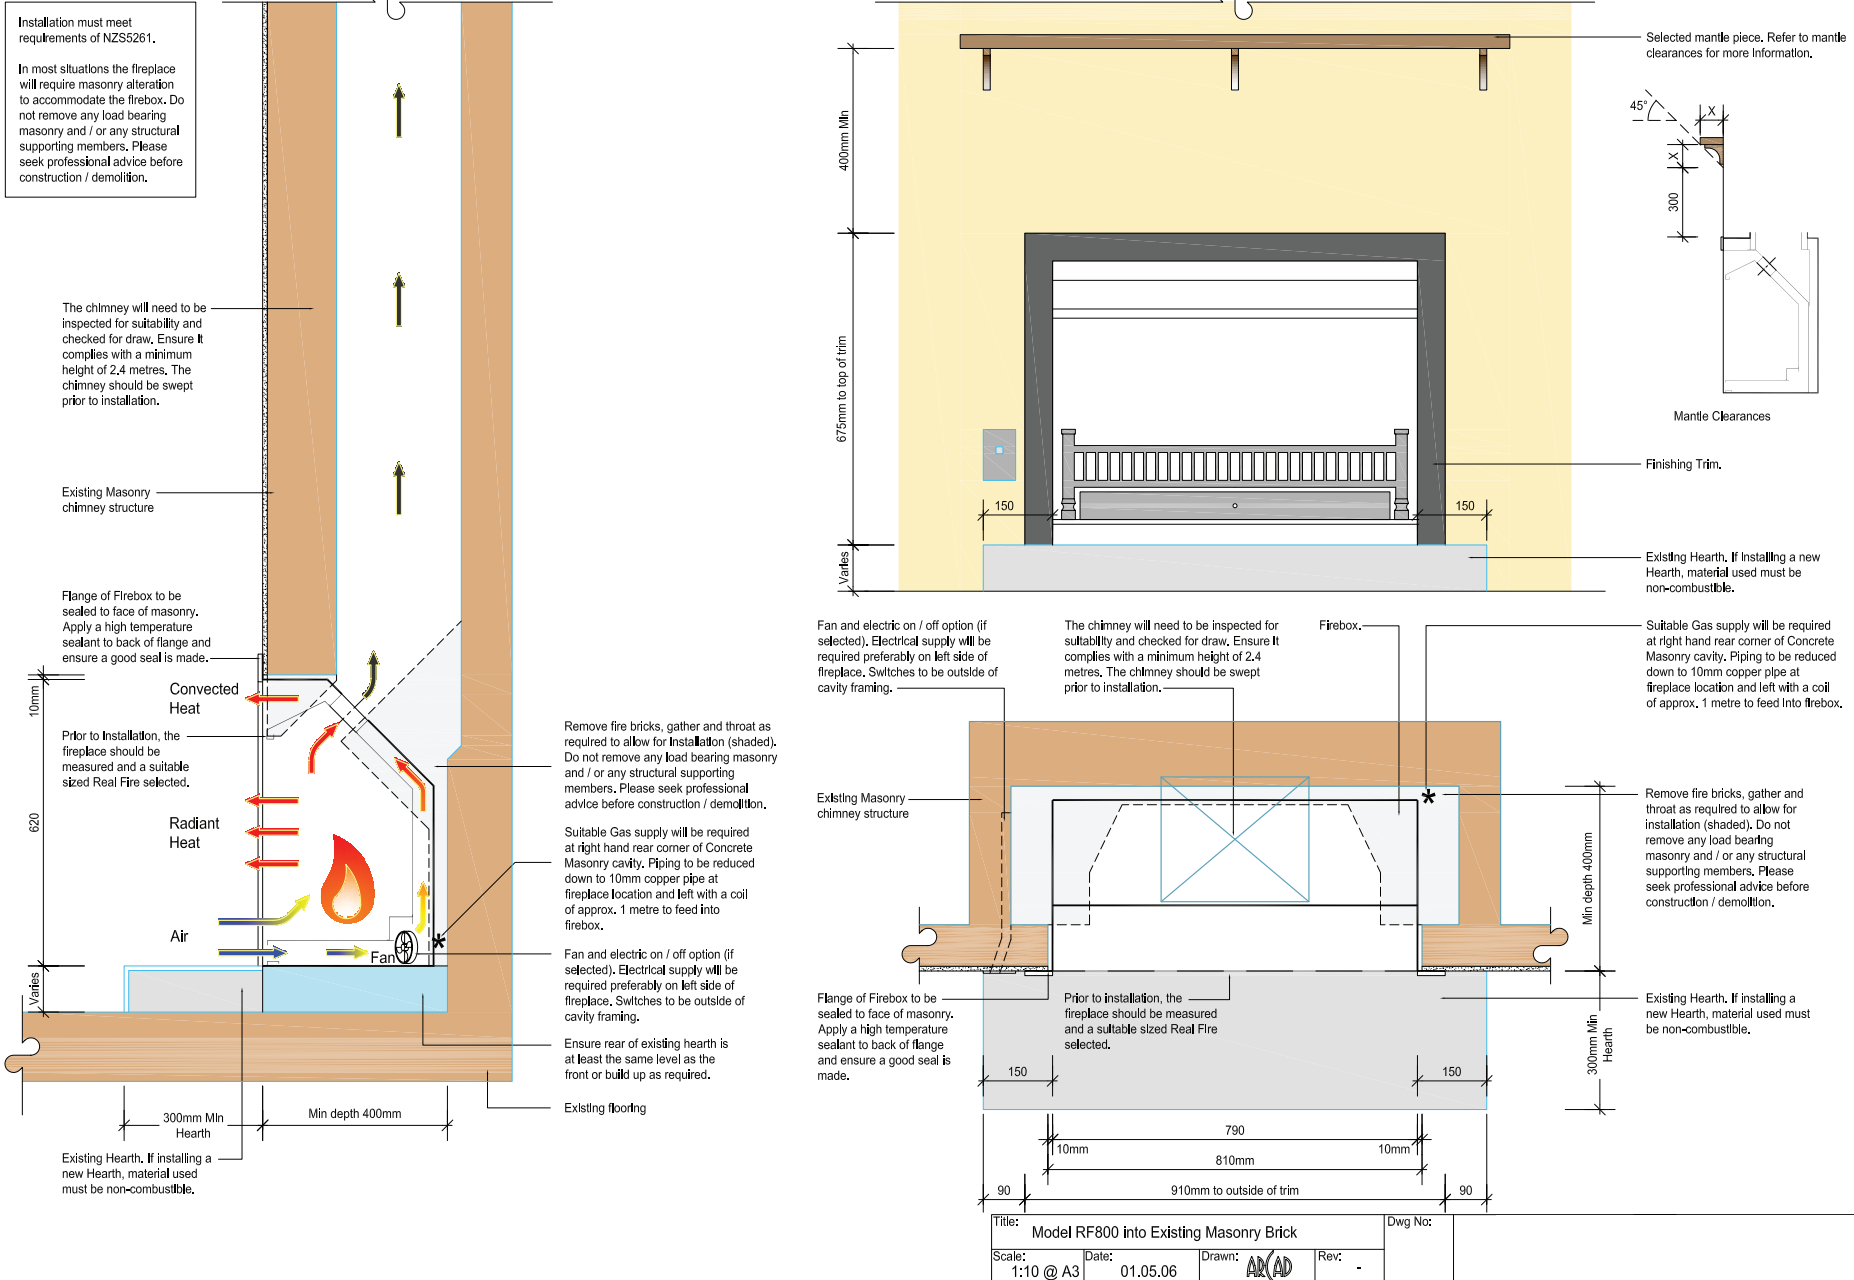 Installation must meet
requirements of NZS5261.
In most situations the fireplace
will require masonry alteration
to accommodate the firebox. Do
not remove any load bearing
masonry and / or any structural
supporting members. Please
seek professional advice before
construction / demolition.
The chimney will need to be
inspected for suitability and
checked for draw. Ensure it
complies with a minimum
height of 2.4 metres. The
chimney should be swept
prior to installation.
Existing Masonry
chimney structure
Flange of Firebox to be
sealed to face of masonry.
Apply a high temperature
sealant to back of flange and
ensure a good seal is made.
10mm
Convected
Heat
Prior to installation, the
fireplace should be
measured and a suitable
sized Real Fire selected.
620
Radiant
Heat
Air
Fan
Varies
300mm Min
Hearth
Min depth 400mm
Existing Hearth. If installing a
new Hearth, material used
must be non-combustible.
Remove fire bricks, gather and throat as
required to allow for installation (shaded).
Do not remove any load bearing masonry
and / or any structural supporting
members. Please seek professional
advice before construction / demolition.
Suitable Gas supply will be required
at right hand rear corner of Concrete
Masonry cavity. Piping to be reduced
down to 10mm copper pipe at
fireplace location and left with a coil
of approx. 1 metre to feed into
firebox.
*
Fan and electric on / off option (if
selected). Electrical supply will be
required preferably on left side of
fireplace. Switches to be outside of
cavity framing.
Ensure rear of existing hearth is
at least the same level as the
front or build up as required.
Existing flooring
400mm Min
675mm to top of trim
Varies
150
150
Selected mantle piece. Refer to mantle
clearances for more information.
45°
X
X
300
Mantle Clearances
Finishing Trim.
Existing Hearth. If installing a new
Hearth, material used must be
non-combustible.
Fan and electric on / off option (if
selected). Electrical supply will be
required preferably on left side of
fireplace. Switches to be outside of
cavity framing.
The chimney will need to be inspected for
suitability and checked for draw. Ensure it
complies with a minimum height of 2.4
metres. The chimney should be swept
prior to installation.
Firebox.
Suitable Gas supply will be required
at right hand rear corner of Concrete
Masonry cavity. Piping to be reduced
down to 10mm copper pipe at
fireplace location and left with a coil
of approx. 1 metre to feed into firebox.
Existing Masonry
chimney structure
*
Min depth 400mm
Remove fire bricks, gather and
throat as required to allow for
installation (shaded). Do not
remove any load bearing
masonry and / or any structural
supporting members. Please
seek professional advice before
construction / demolition.
Flange of Firebox to be
sealed to face of masonry.
Apply a high temperature
sealant to back of flange
and ensure a good seal is
made.
Prior to installation, the
fireplace should be measured
and a suitable sized Real Fire
selected.
Existing Hearth. If installing a
new Hearth, material used must
be non-combustible.
300mm Min
Hearth
150
150
790
10mm
10mm
810mm
90
910mm to outside of trim
90
Title:
Model RF800 into Existing Masonry Brick
Dwg No:
Scale:
1:10 @ A3
Date:
01.05.06
Drawn:
ARCAD
Rev:
-